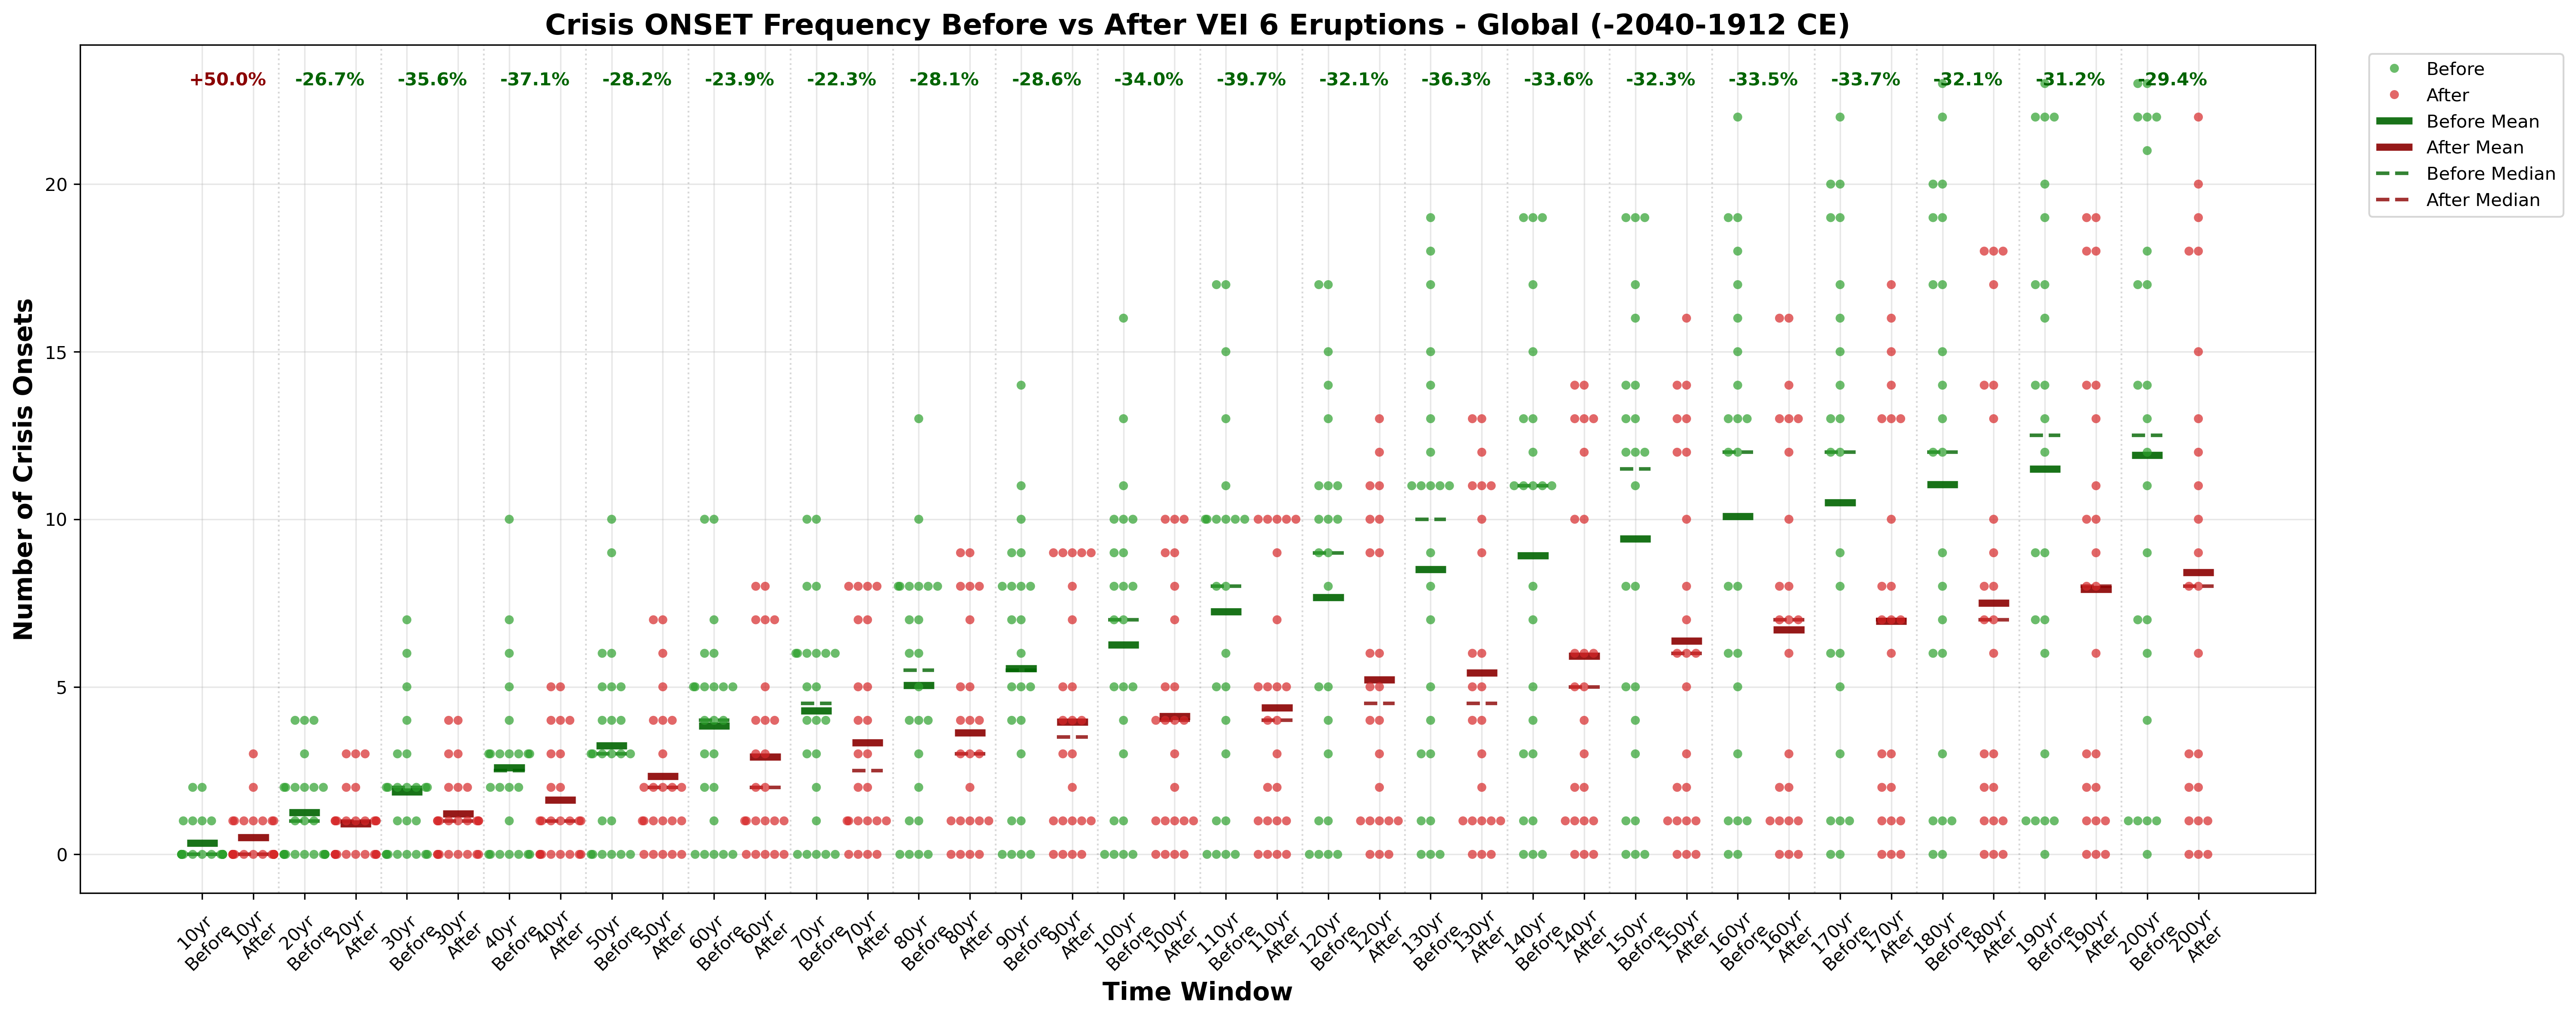 Crisis ONSET Frequency Before vs After VEI 6 Eruptions - Global (-2040-1912 CE)
+50.0% -26.7% -35.6% -37.1% -28.2% -23.9% -22.3% -28.1% -28.6% -34.0% -39.7% -32.1% -36.3% -33.6% -32.3% -33.5% -33.7% -32.1% -31.2% -29.4%
Before
After
Before Mean
After Mean
Before Median
After Median
Number of Crisis Onsets
20
15
10
5
0
10yr Before
10yr After
20yr Before
20yr After
30yr Before
30yr After
40yr Before
40yr After
50yr Before
50yr After
60yr Before
60yr After
70yr Before
70yr After
80yr Before
80yr After
90yr Before
90yr After
100yr Before
100yr After
110yr Before
110yr After
120yr Before
120yr After
130yr Before
130yr After
140yr Before
140yr After
150yr Before
150yr After
160yr Before
160yr After
170yr Before
170yr After
180yr Before
180yr After
190yr Before
190yr After
200yr Before
200yr After
Time Window